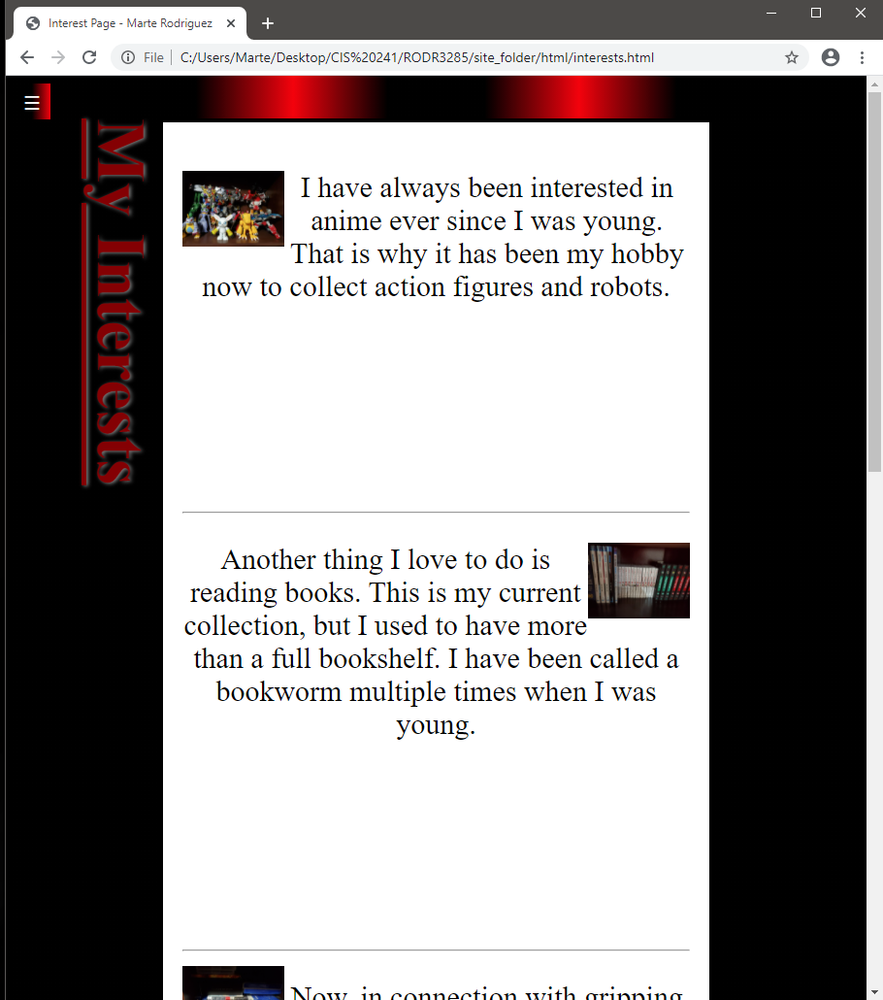 Interest Page - Marte Rodriguez
File
C:/Users/Marte/Desktop/CIS%20241/RODR3285/site_folder/html/interests.html
My Interests
I have always been interested in
anime ever since I was young.
That is why it has been my hobby
now to collect action figures and robots.
Another thing I love to do is
reading books. This is my current
collection, but I used to have more
than a full bookshelf. I have been called a
bookworm multiple times when I was
young.
Now, in connection with gripping